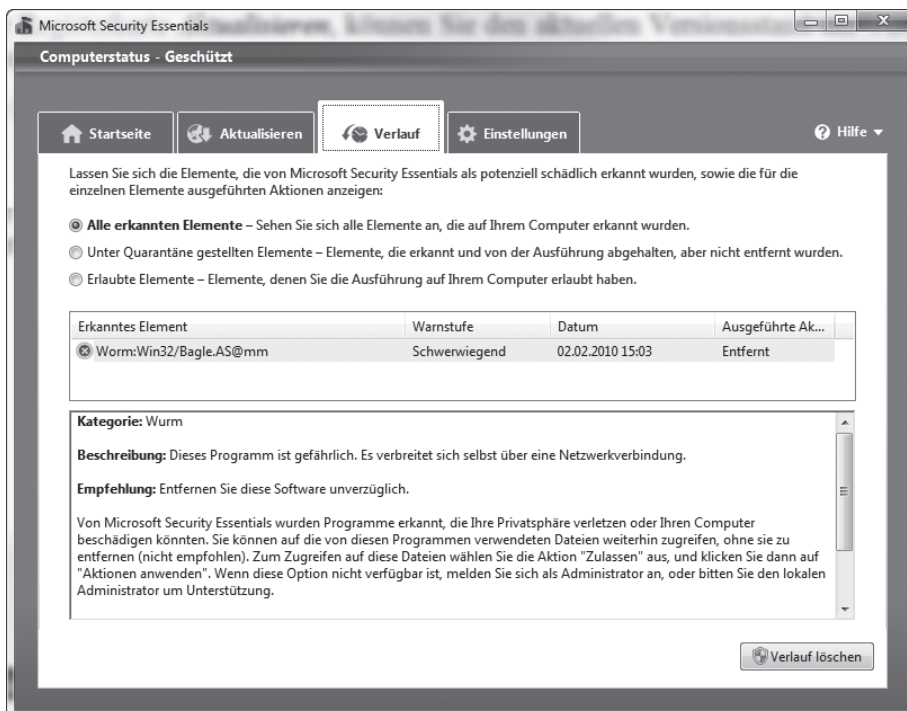 Microsoft Security Essentials
Aktualisieren, können Sie den aktuellen Versionsstand
Computerstatus - Geschützt
Startseite
Aktualisieren
Verlauf
Einstellungen
Hilfe
Lassen Sie sich die Elemente, die von Microsoft Security Essentials als potenziell schädlich erkannt wurden, sowie die für die
einzelnen Elemente ausgeführten Aktionen anzeigen:
Alle erkannten Elemente – Sehen Sie sich alle Elemente an, die auf Ihrem Computer erkannt wurden.
Unter Quarantäne gestellten Elemente – Elemente, die erkannt und von der Ausführung abgehalten, aber nicht entfernt wurden.
Erlaubte Elemente – Elemente, denen Sie die Ausführung auf Ihrem Computer erlaubt haben.
Erkanntes Element Warnstufe Datum Ausgeführte Ak...
Worm:Win32/Bagle.AS@mm Schwerwiegend 02.02.2010 15:03 Entfernt
Kategorie: Wurm
Beschreibung: Dieses Programm ist gefährlich. Es verbreitet sich selbst über eine Netzwerkverbindung.
Empfehlung: Entfernen Sie diese Software unverzüglich.
Von Microsoft Security Essentials wurden Programme erkannt, die Ihre Privatsphäre verletzen oder Ihren Computer
beschädigen könnten. Sie können auf die von diesen Programmen verwendeten Dateien weiterhin zugreifen, ohne sie zu
entfernen (nicht empfohlen). Zum Zugreifen auf diese Dateien wählen Sie die Aktion "Zulassen" aus, und klicken Sie dann auf
"Aktionen anwenden". Wenn diese Option nicht verfügbar ist, melden Sie sich als Administrator an, oder bitten Sie den lokalen
Administrator um Unterstützung.
Verlauf löschen